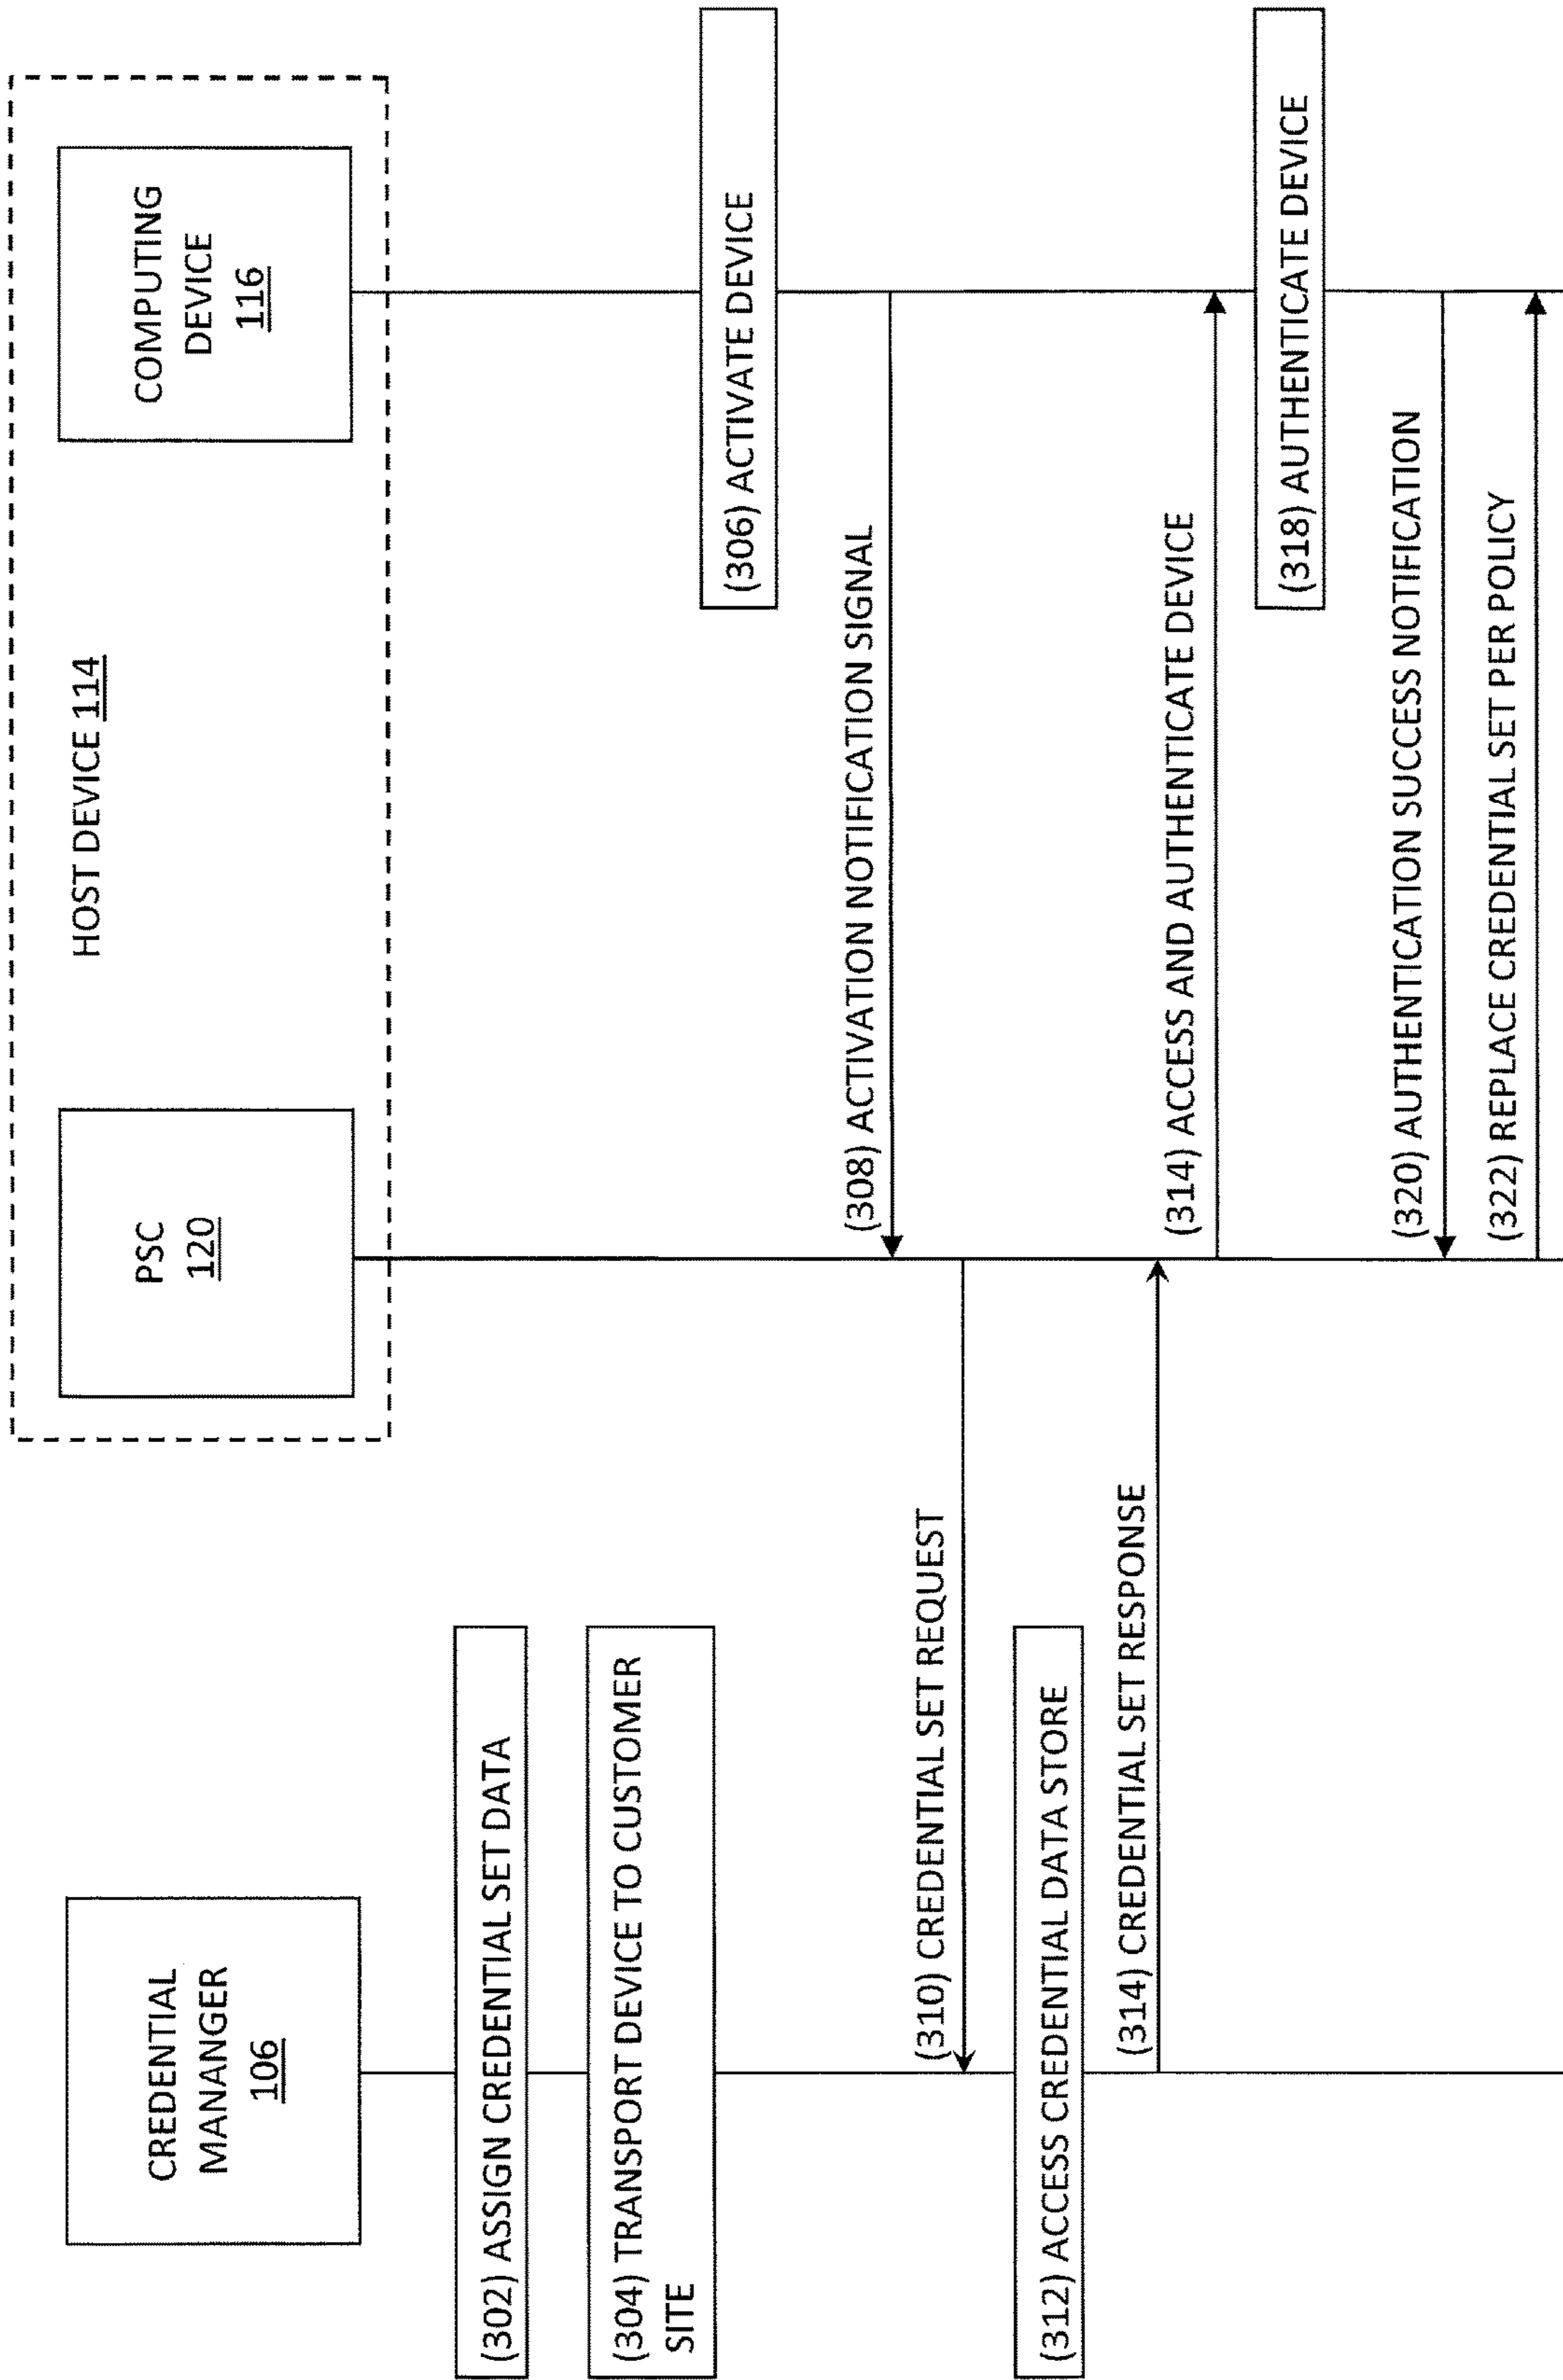 HOST DEVICE 114
CREDENTIAL
MANANGER
106
PSC
120
COMPUTING
DEVICE
116
(302) ASSIGN CREDENTIAL SET DATA
(304) TRANSPORT DEVICE TO CUSTOMER
SITE
(306) ACTIVATE DEVICE
(308) ACTIVATION NOTIFICATION SIGNAL
(310) CREDENTIAL SET REQUEST
(312) ACCESS CREDENTIAL DATA STORE
(314) CREDENTIAL SET RESPONSE
(314) ACCESS AND AUTHENTICATE DEVICE
(318) AUTHENTICATE DEVICE
(320) AUTHENTICATION SUCCESS NOTIFICATION
(322) REPLACE CREDENTIAL SET PER POLICY